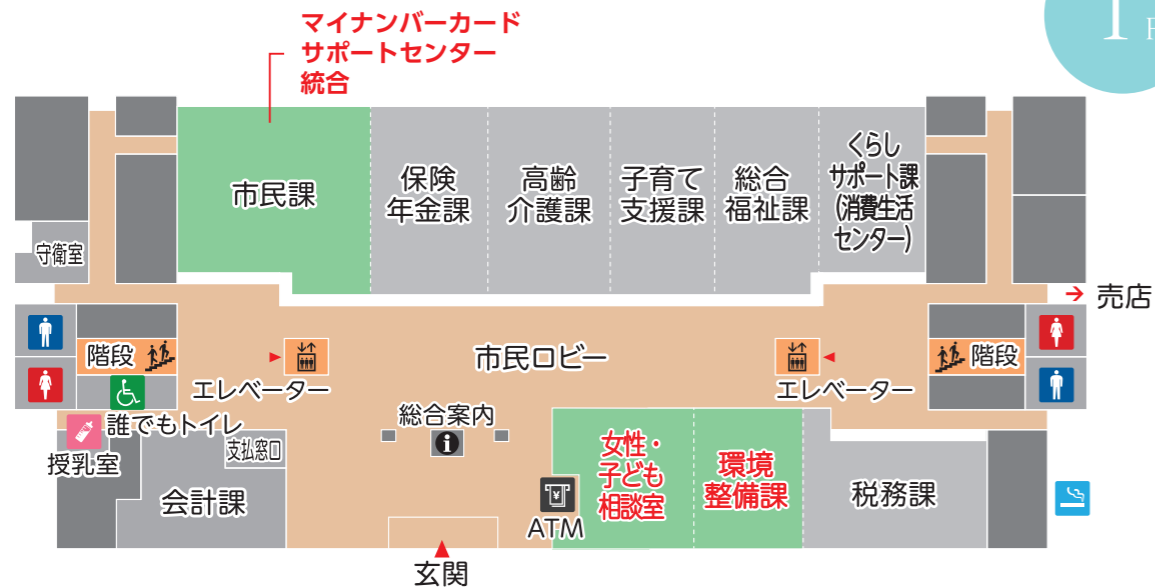 1 F
マイナンバーカード
サポートセンター
統合
市民課
保険
年金課
高齢
介護課
子育て
支援課
総合
福祉課
くらし
サポート課
(消費生活
センター)
守衛室
売店
階段
市民ロビー
階段
エレベーター
エレベーター
誰でもトイレ
総合案内
授乳室
支払窓口
会計課
ATM
女性・
子ども
相談室
環境
整備課
税務課
玄関